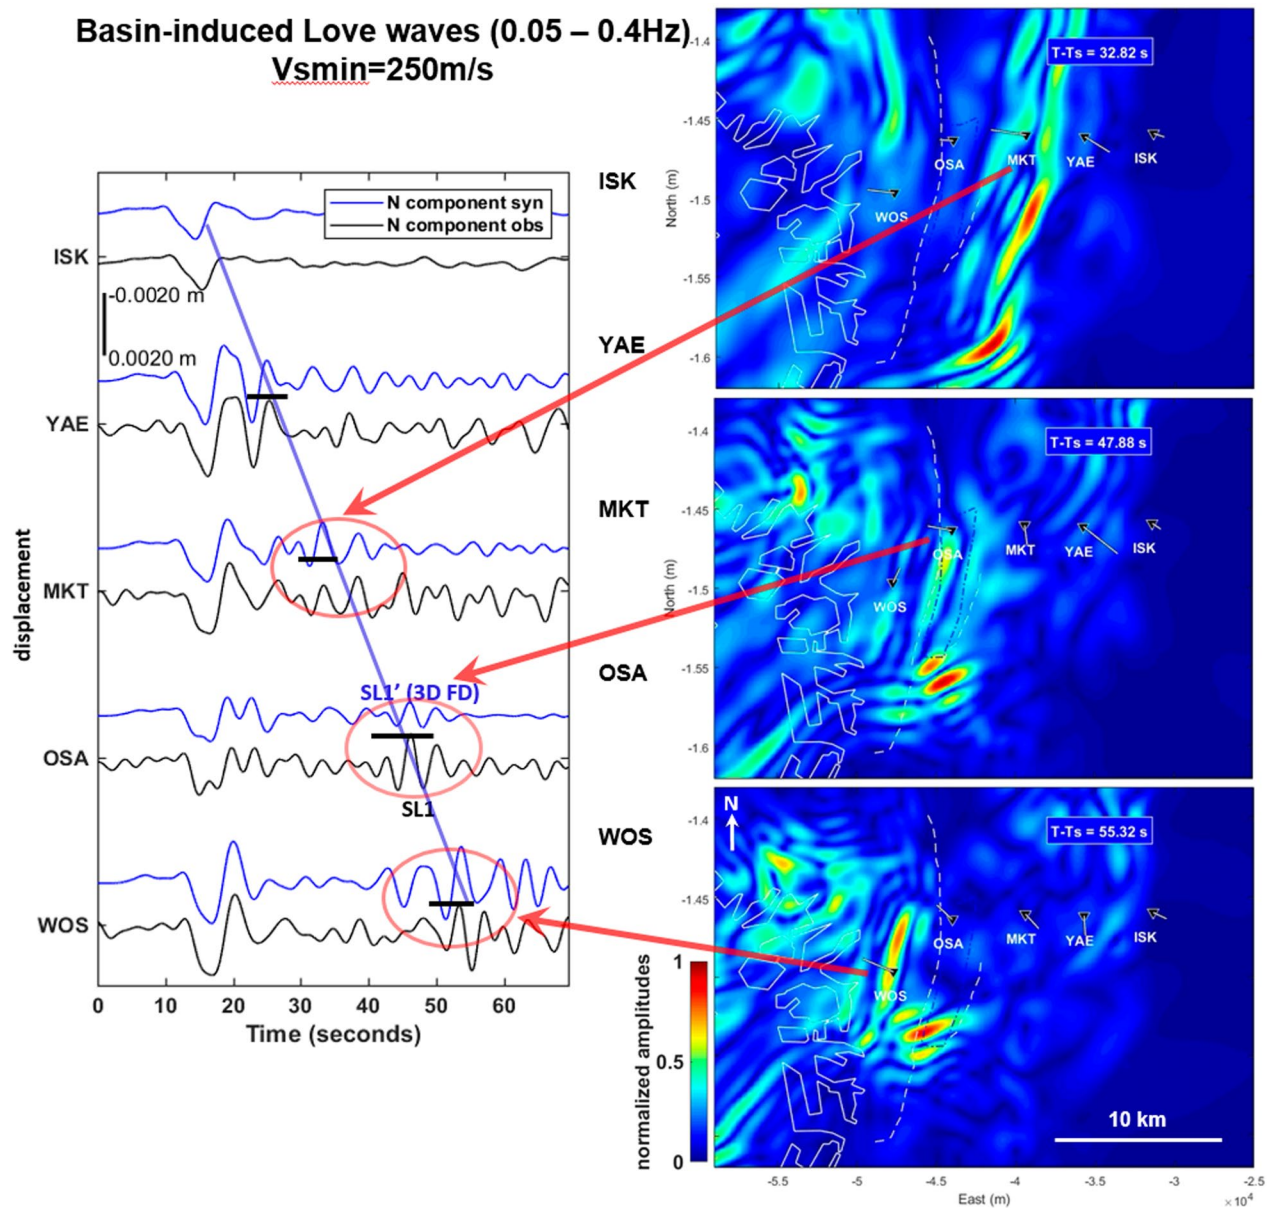 Basin-induced Love waves (0.05 – 0.4Hz)
Vsmin=250m/s
N component syn
N component obs
ISK
-0.0020 m
0.0020 m
YAE
MKT
SL1’ (3D FD)
OSA
SL1
WOS
displacement
0 10 20 30 40 50 60
Time (seconds)
ISK
YAE
MKT
OSA
WOS
T-Ts = 32.82 s
-1.4
-1.45
-1.5
-1.55
-1.6
North (m)
OSA
MKT
YAE
ISK
WOS
T-Ts = 47.88 s
-1.4
-1.45
-1.5
-1.55
-1.6
North (m)
OSA
MKT
YAE
ISK
WOS
N
T-Ts = 55.32 s
-1.4
-1.45
OSA
MKT
YAE
ISK
WOS
10 km
normalized amplitudes
1
0.5
0
-5.5 -5 -4.5 -4 -3.5 -3 -2.5
East (m)
×10⁴